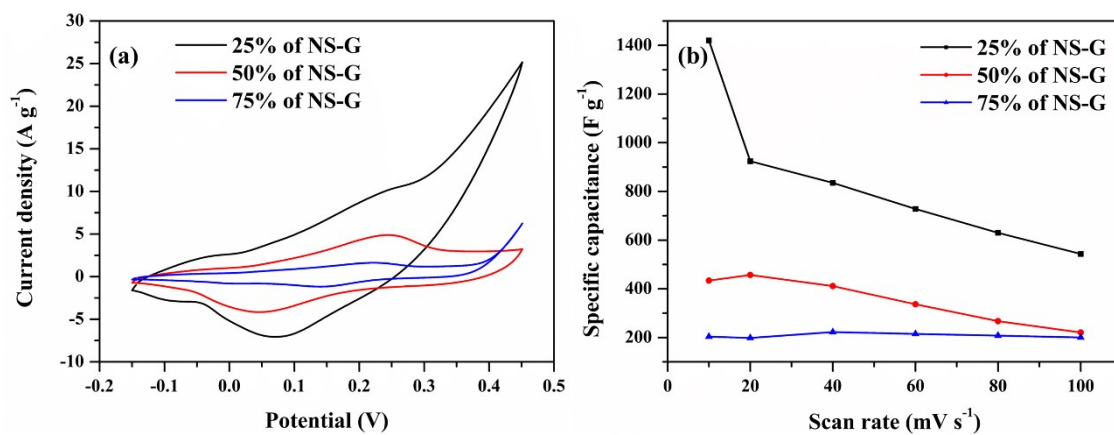 (a)
25% of NS-G
50% of NS-G
75% of NS-G
Current density (A g⁻¹)
30
25
20
15
10
5
0
-5
-10
-0.2 -0.1 0.0 0.1 0.2 0.3 0.4 0.5
Potential (V)
(b)
25% of NS-G
50% of NS-G
75% of NS-G
Specific capacitance (F g⁻¹)
1400
1200
1000
800
600
400
200
0 20 40 60 80 100
Scan rate (mV s⁻¹)